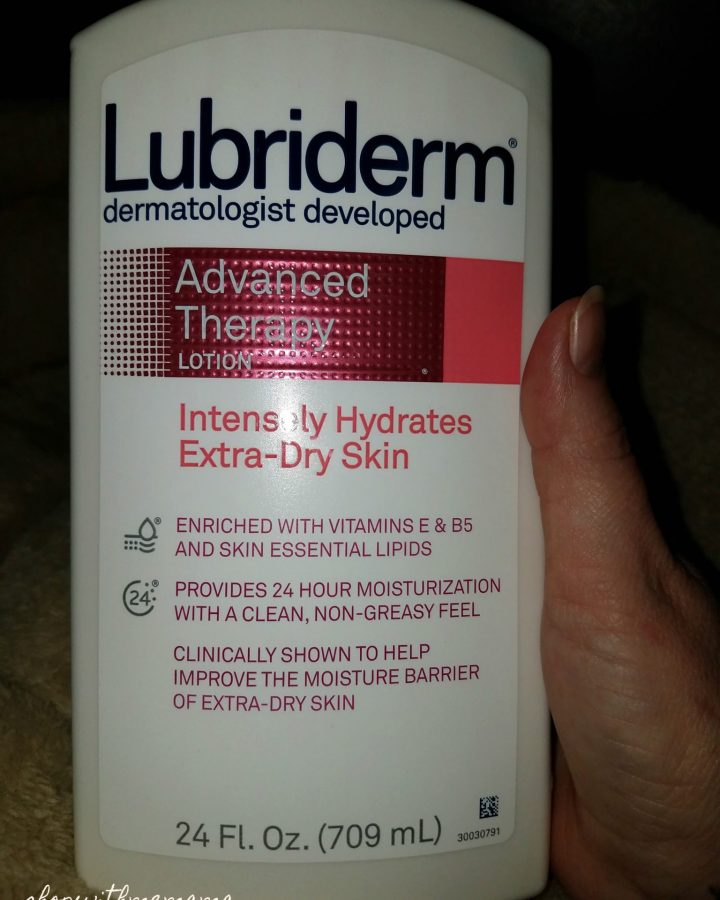 Lubriderm®
dermatologist developed
Advanced
Therapy
LOTION
®
Intensely Hydrates
Extra-Dry Skin
ENRICHED WITH VITAMINS E & B5
AND SKIN ESSENTIAL LIPIDS
24
PROVIDES 24 HOUR MOISTURIZATION
WITH A CLEAN, NON-GREASY FEEL
CLINICALLY SHOWN TO HELP
IMPROVE THE MOISTURE BARRIER
OF EXTRA-DRY SKIN
24 Fl. Oz. (709 mL)
30030791
shopwithmemama